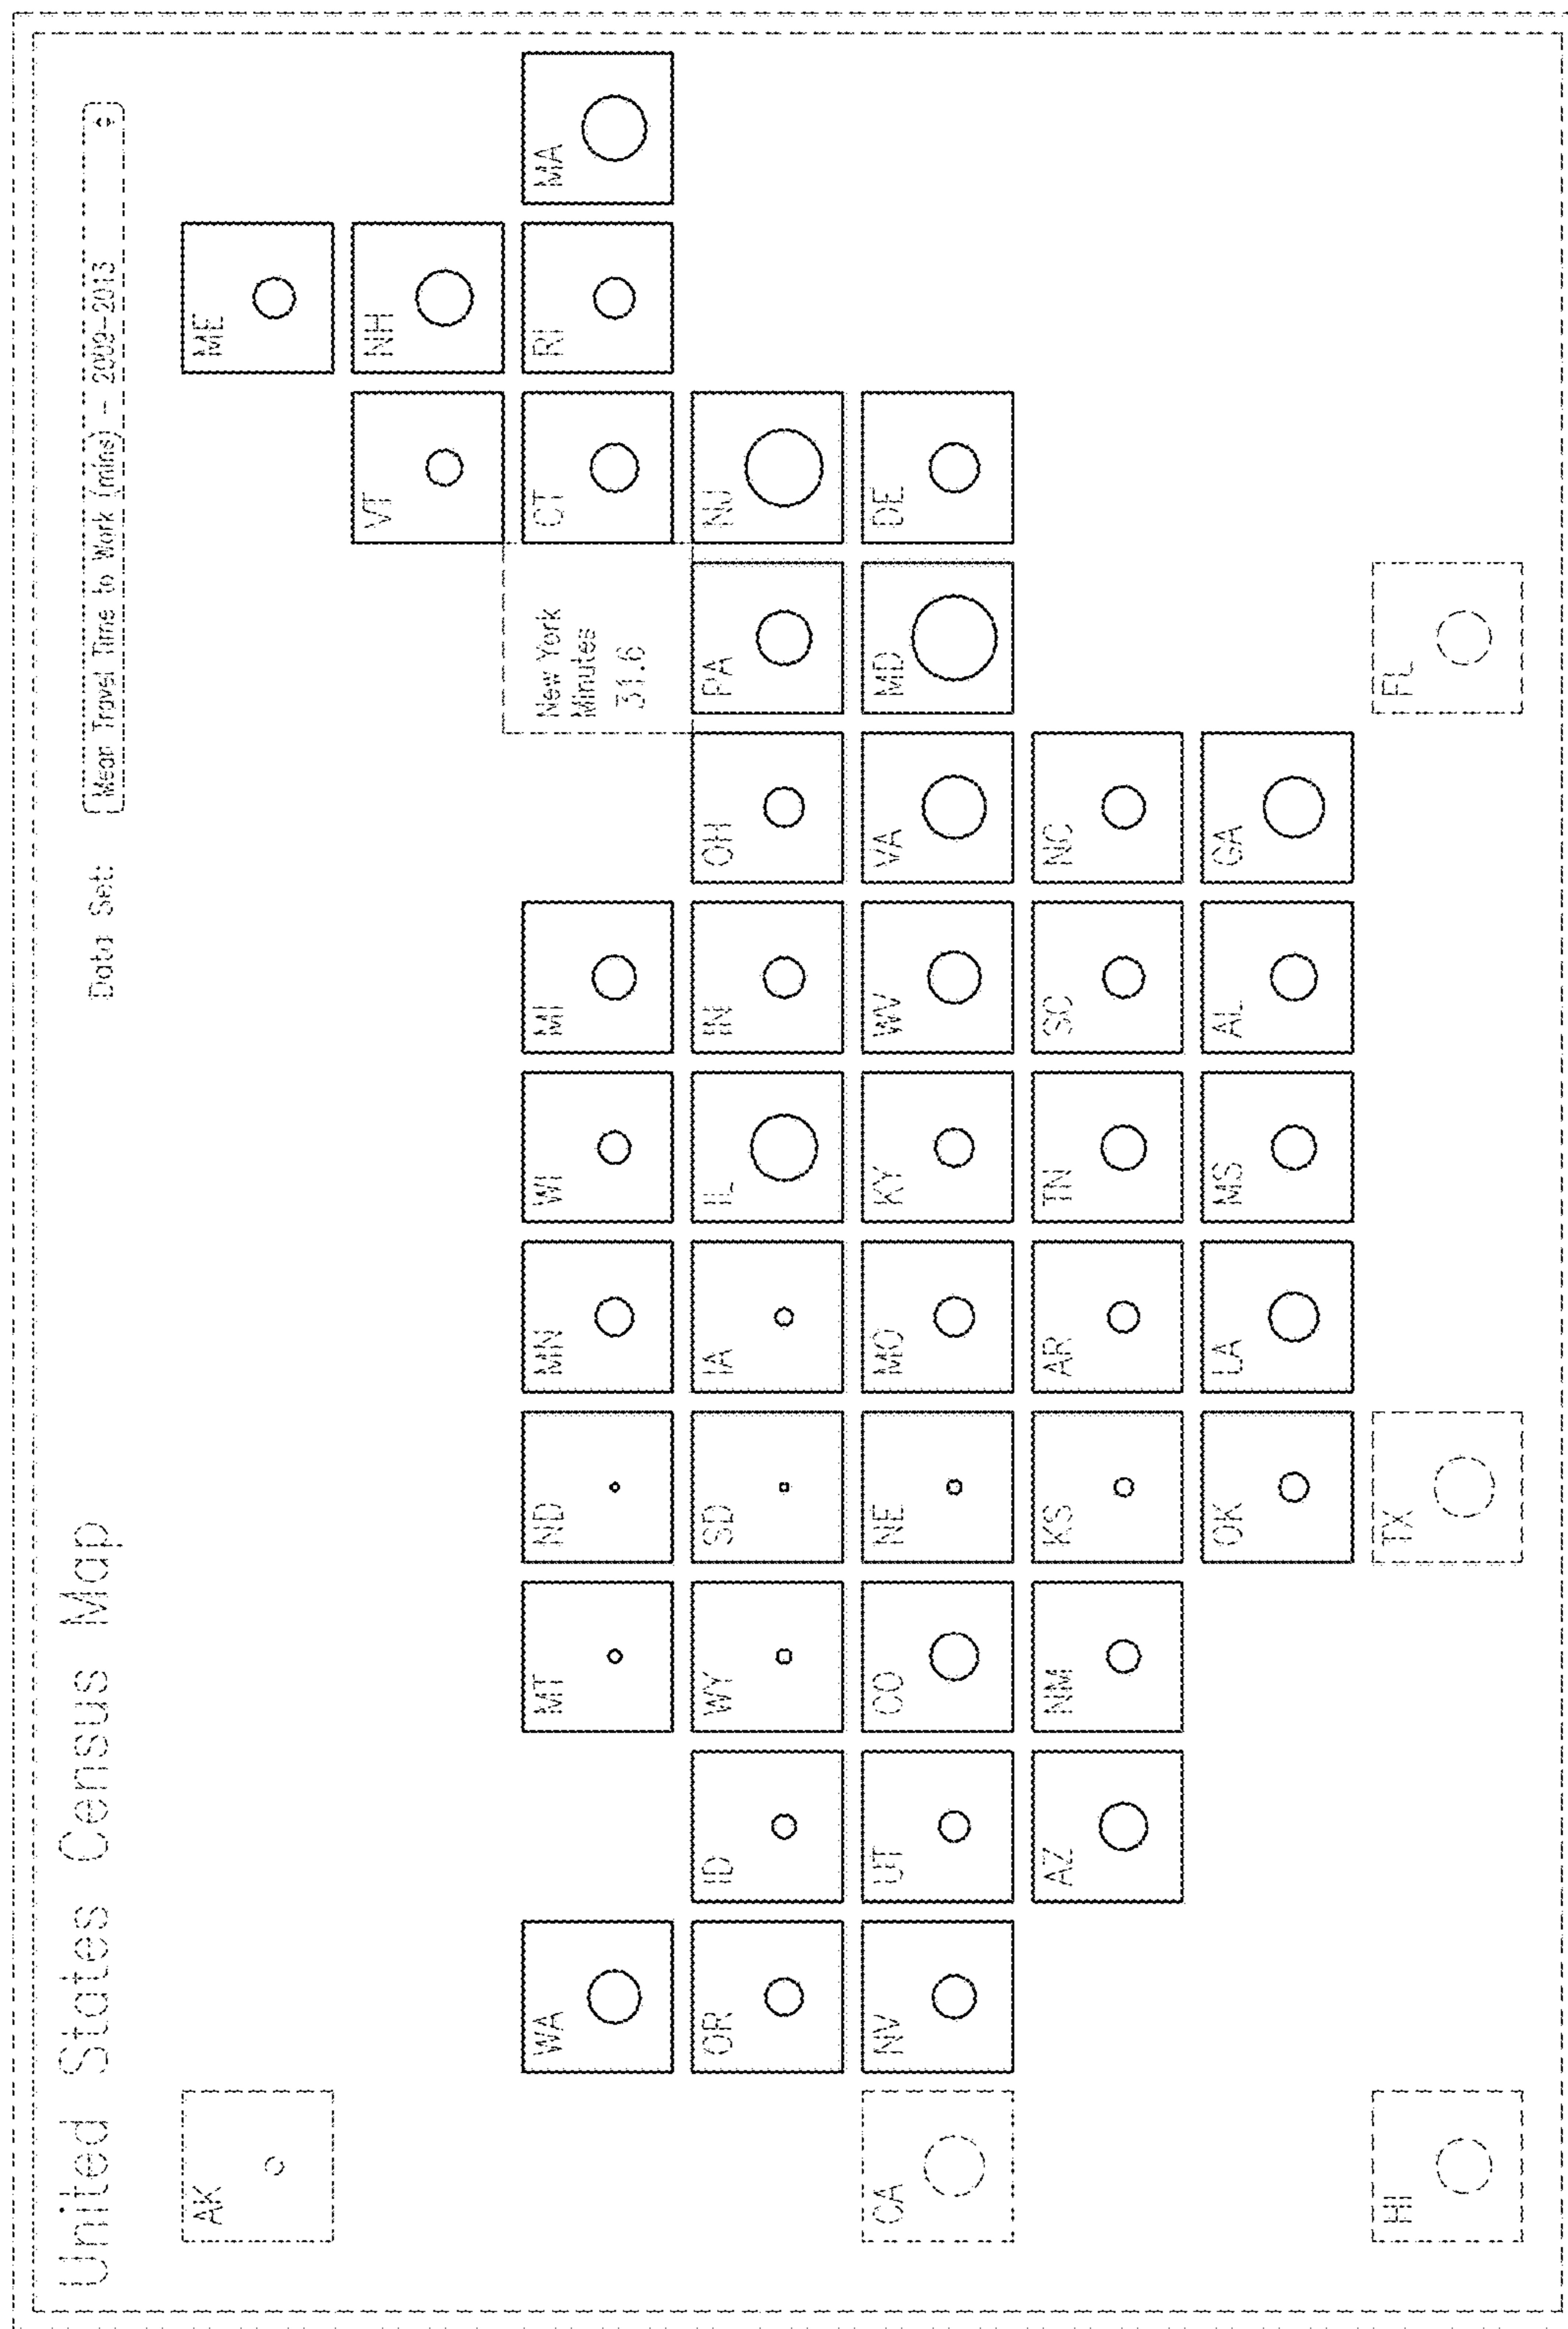 United States Census Map
Data Set: Mean Travel Time to Work (mins) - 2009-2013
AK
ME
VT
NH
WA
MT
ND
MN
WI
MI
New York
Minutes
31.6
CT
RI
MA
OR
ID
WY
SD
IA
IL
IN
OH
PA
NJ
CA
NV
UT
CO
NE
MO
KY
WV
VA
MD
DE
AZ
NM
KS
AR
TN
SC
NC
OK
LA
MS
AL
GA
HI
TX
FL